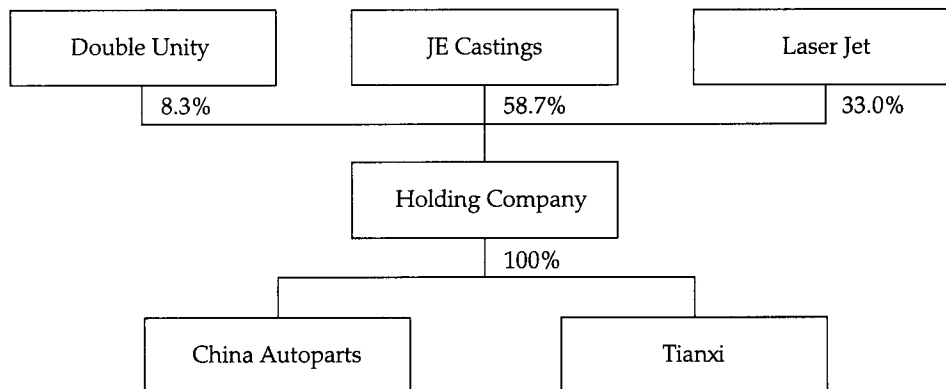 Double Unity
JE Castings
Laser Jet
8.3%
58.7%
33.0%
Holding Company
100%
China Autoparts
Tianxi